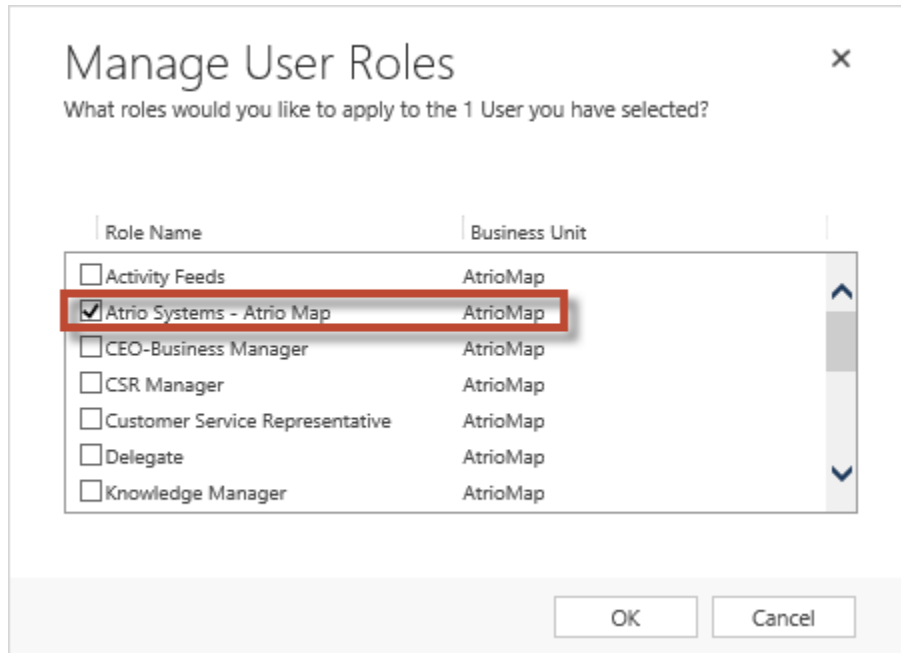 Manage User Roles
What roles would you like to apply to the 1 User you have selected?
Role Name Business Unit
Activity Feeds AtrioMap
Atrio Systems - Atrio Map AtrioMap
CEO-Business Manager AtrioMap
CSR Manager AtrioMap
Customer Service Representative AtrioMap
Delegate AtrioMap
Knowledge Manager AtrioMap
OK Cancel